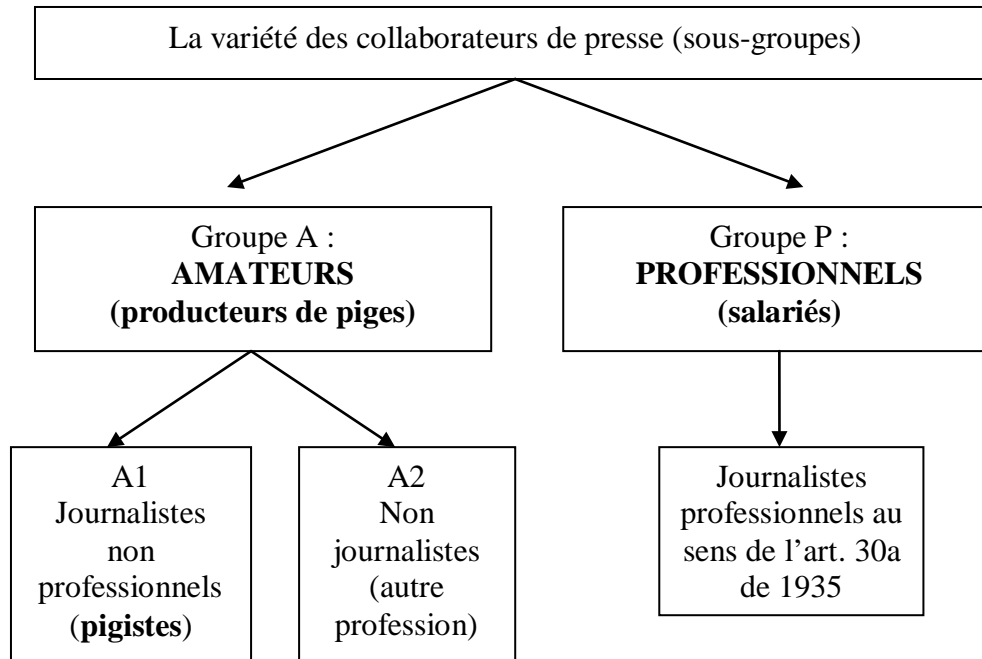 La variété des collaborateurs de presse (sous-groupes)
Groupe A :
AMATEURS
(producteurs de piges)
Groupe P :
PROFESSIONNELS
(salariés)
A1
Journalistes
non
professionnels
(pigistes)
A2
Non
journalistes
(autre
profession)
Journalistes
professionnels au
sens de l’art. 30a
de 1935